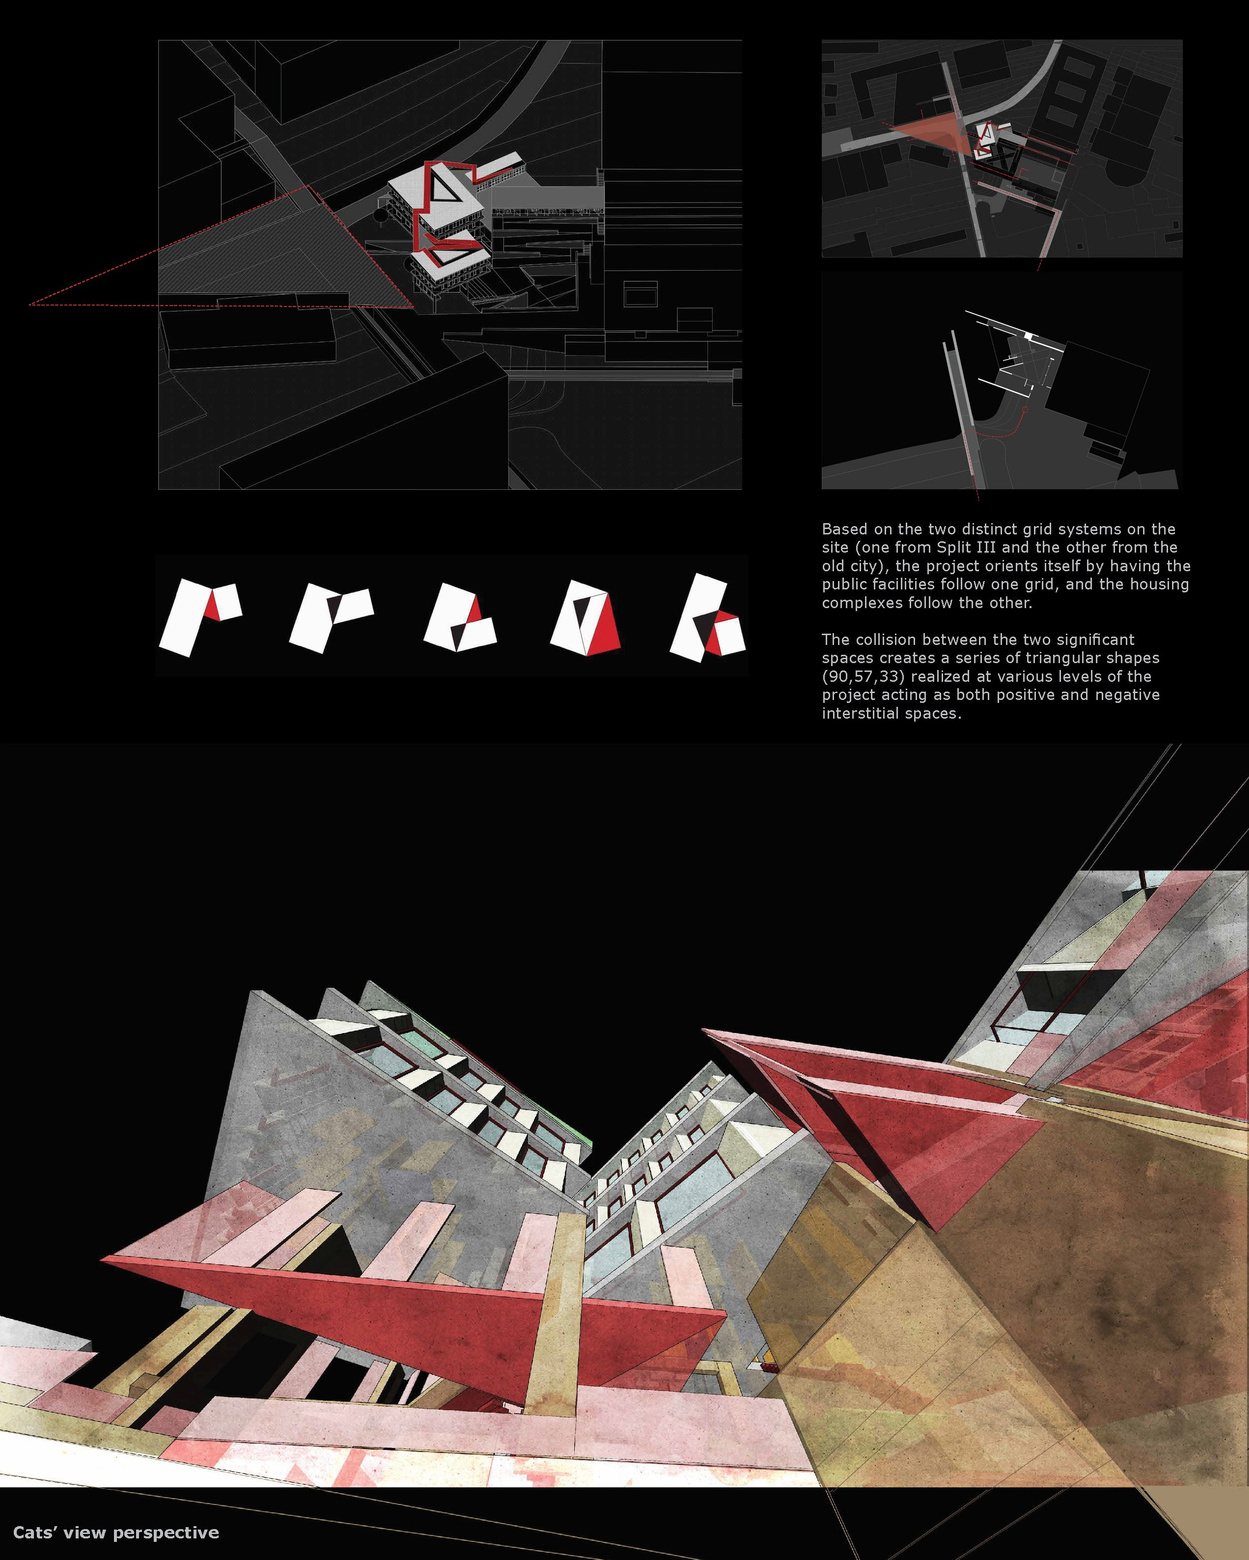 Based on the two distinct grid systems on the
site (one from Split III and the other from the
old city), the project orients itself by having the
public facilities follow one grid, and the housing
complexes follow the other.
The collision between the two significant
spaces creates a series of triangular shapes
(90,57,33) realized at various levels of the
project acting as both positive and negative
interstitial spaces.
Cats’ view perspective